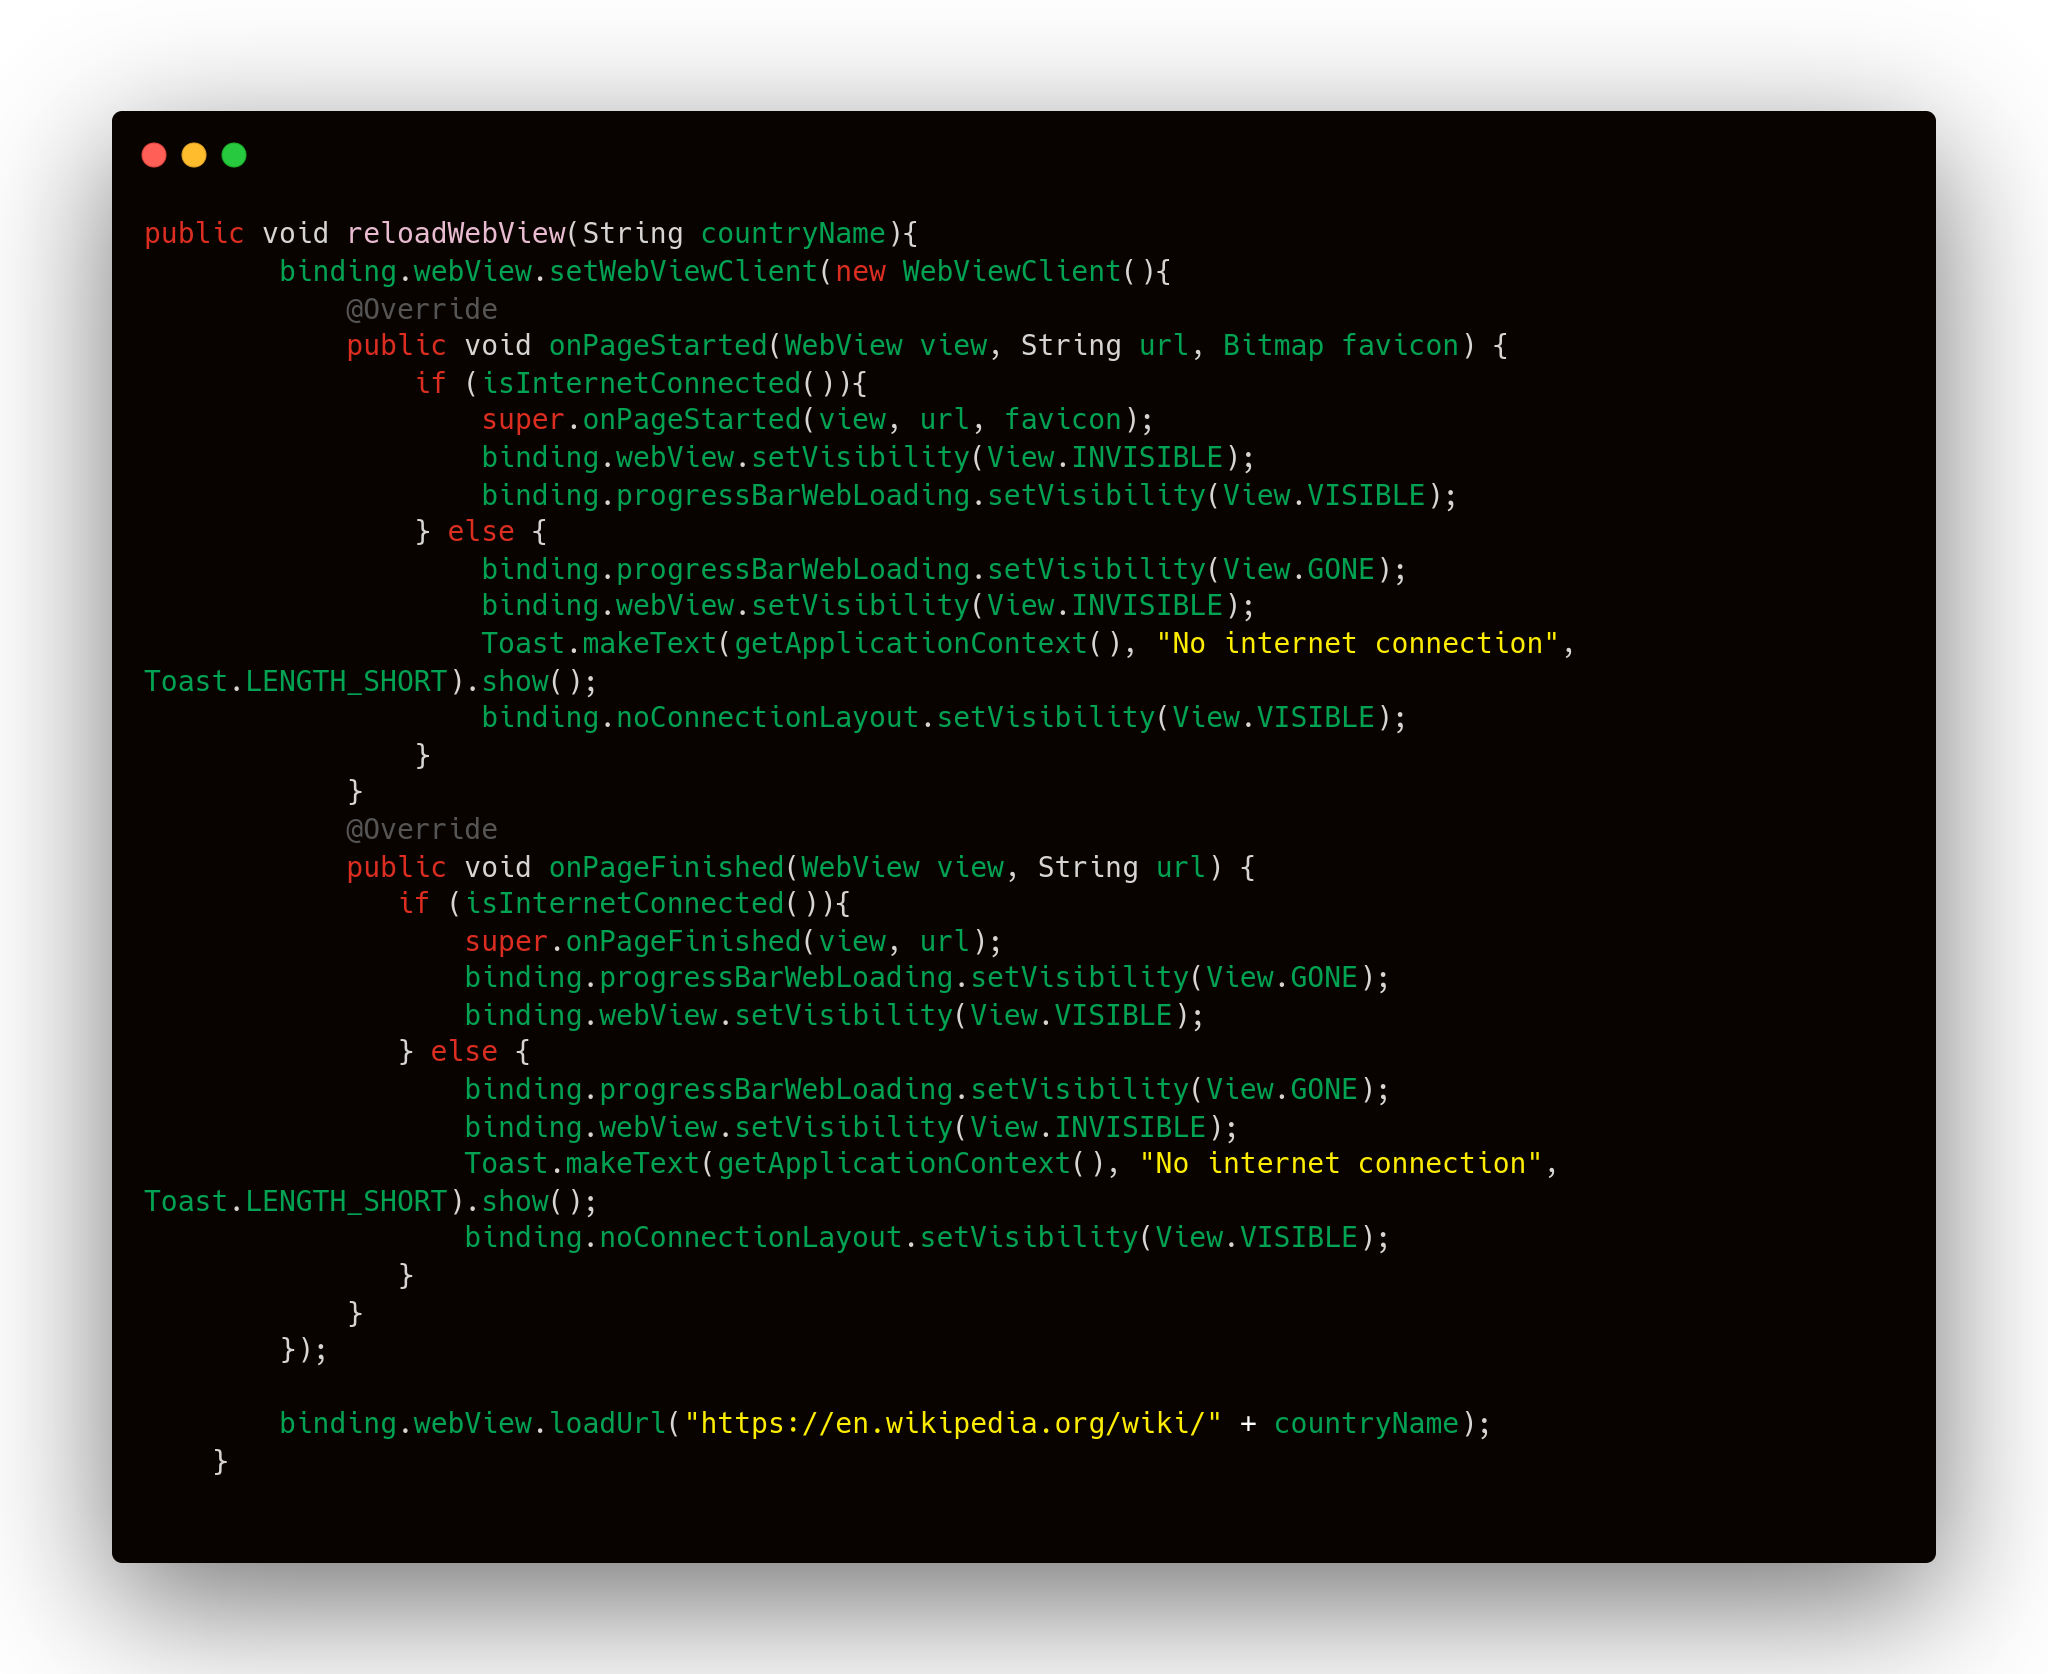 public void reloadWebView(String countryName){
        binding.webView.setWebViewClient(new WebViewClient(){
            @Override
            public void onPageStarted(WebView view, String url, Bitmap favicon) {
                if (isInternetConnected()){
                    super.onPageStarted(view, url, favicon);
                    binding.webView.setVisibility(View.INVISIBLE);
                    binding.progressBarWebLoading.setVisibility(View.VISIBLE);
                } else {
                    binding.progressBarWebLoading.setVisibility(View.GONE);
                    binding.webView.setVisibility(View.INVISIBLE);
                    Toast.makeText(getApplicationContext(), "No internet connection",
Toast.LENGTH_SHORT).show();
                    binding.noConnectionLayout.setVisibility(View.VISIBLE);
                }
            }
            @Override
            public void onPageFinished(WebView view, String url) {
               if (isInternetConnected()){
                   super.onPageFinished(view, url);
                   binding.progressBarWebLoading.setVisibility(View.GONE);
                   binding.webView.setVisibility(View.VISIBLE);
               } else {
                   binding.progressBarWebLoading.setVisibility(View.GONE);
                   binding.webView.setVisibility(View.INVISIBLE);
                   Toast.makeText(getApplicationContext(), "No internet connection",
Toast.LENGTH_SHORT).show();
                   binding.noConnectionLayout.setVisibility(View.VISIBLE);
               }
            }
        });

        binding.webView.loadUrl("https://en.wikipedia.org/wiki/" + countryName);
    }